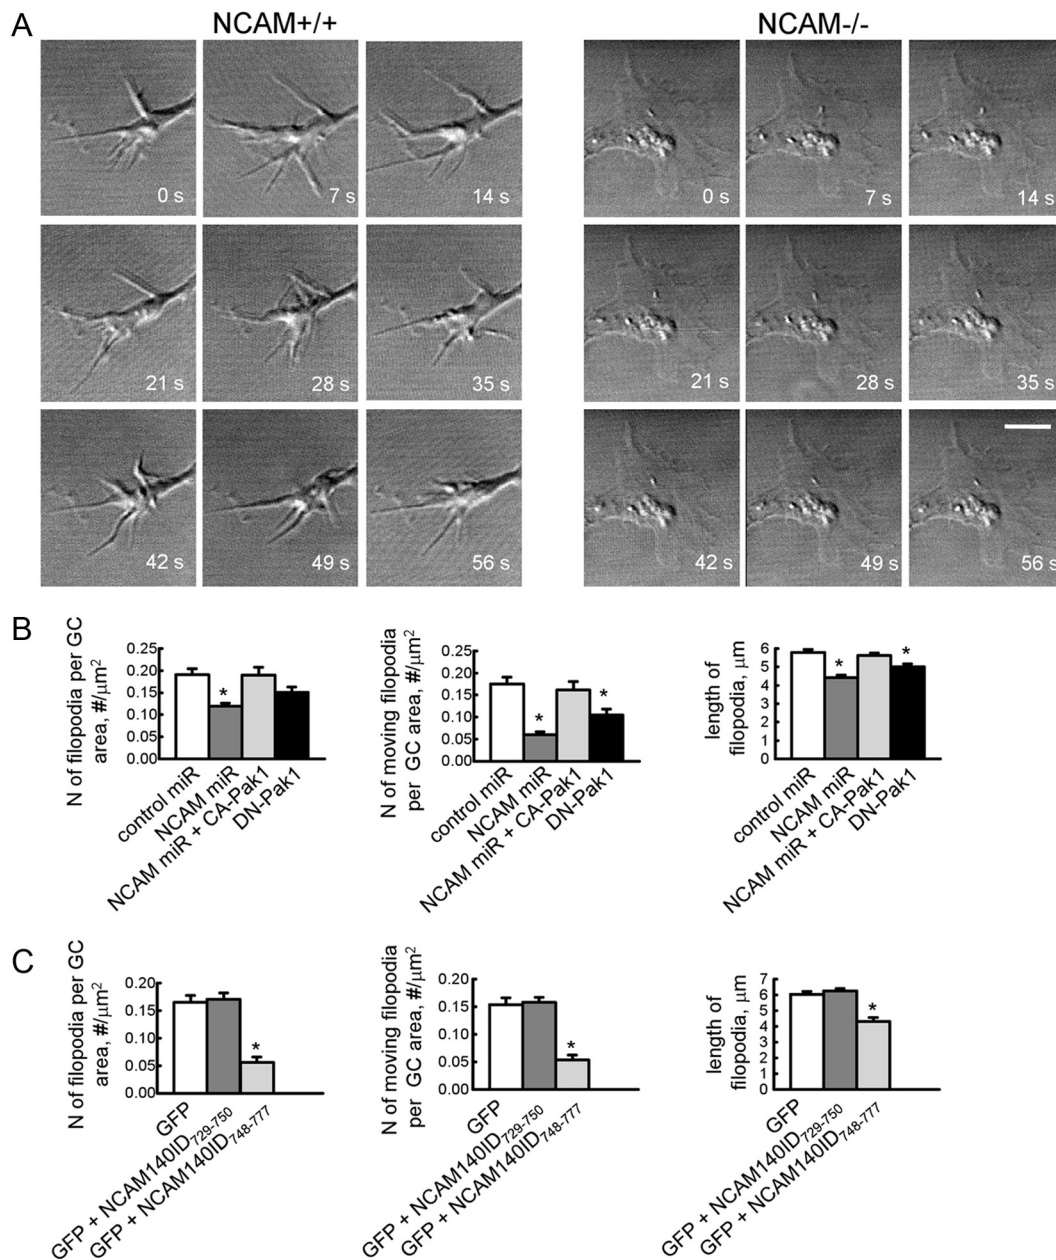 A
NCAM+/+
NCAM-/-
0 s
7 s
14 s
0 s
7 s
14 s
21 s
28 s
35 s
21 s
28 s
35 s
42 s
49 s
56 s
42 s
49 s
56 s
B
N of filopodia per GC
area, #/µm²
0.25
0.20
0.15
0.10
0.05
0.00
*
control miR
NCAM miR
NCAM miR + CA-Pak1
DN-Pak1
N of moving filopodia
per GC area, #/µm²
0.25
0.20
0.15
0.10
0.05
0.00
*
*
control miR
NCAM miR
NCAM miR + CA-Pak1
DN-Pak1
length of
filopodia, µm
6
5
4
3
2
1
0
*
*
control miR
NCAM miR
NCAM miR + CA-Pak1
DN-Pak1
C
N of filopodia per GC
area, #/µm²
0.20
0.15
0.10
0.05
0.00
*
GFP
GFP + NCAM140ID729-750
GFP + NCAM140ID748-777
N of moving filopodia
per GC area, #/µm²
0.20
0.15
0.10
0.05
0.00
*
GFP
GFP + NCAM140ID729-750
GFP + NCAM140ID748-777
length of
filopodia, µm
7
6
5
4
3
2
1
0
*
GFP
GFP + NCAM140ID729-750
GFP + NCAM140ID748-777